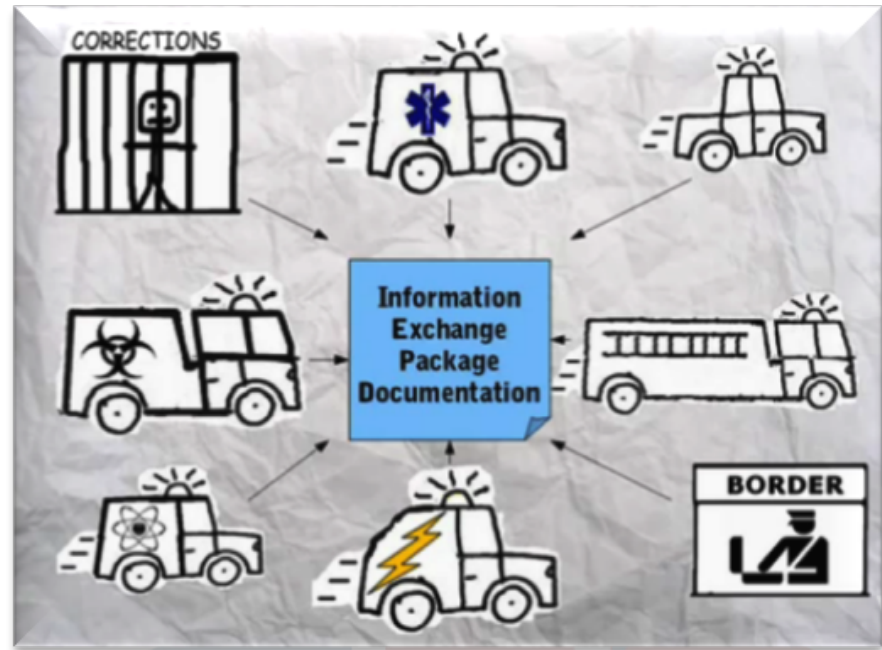 CORRECTIONS
Information
Exchange
Package
Documentation
BORDER